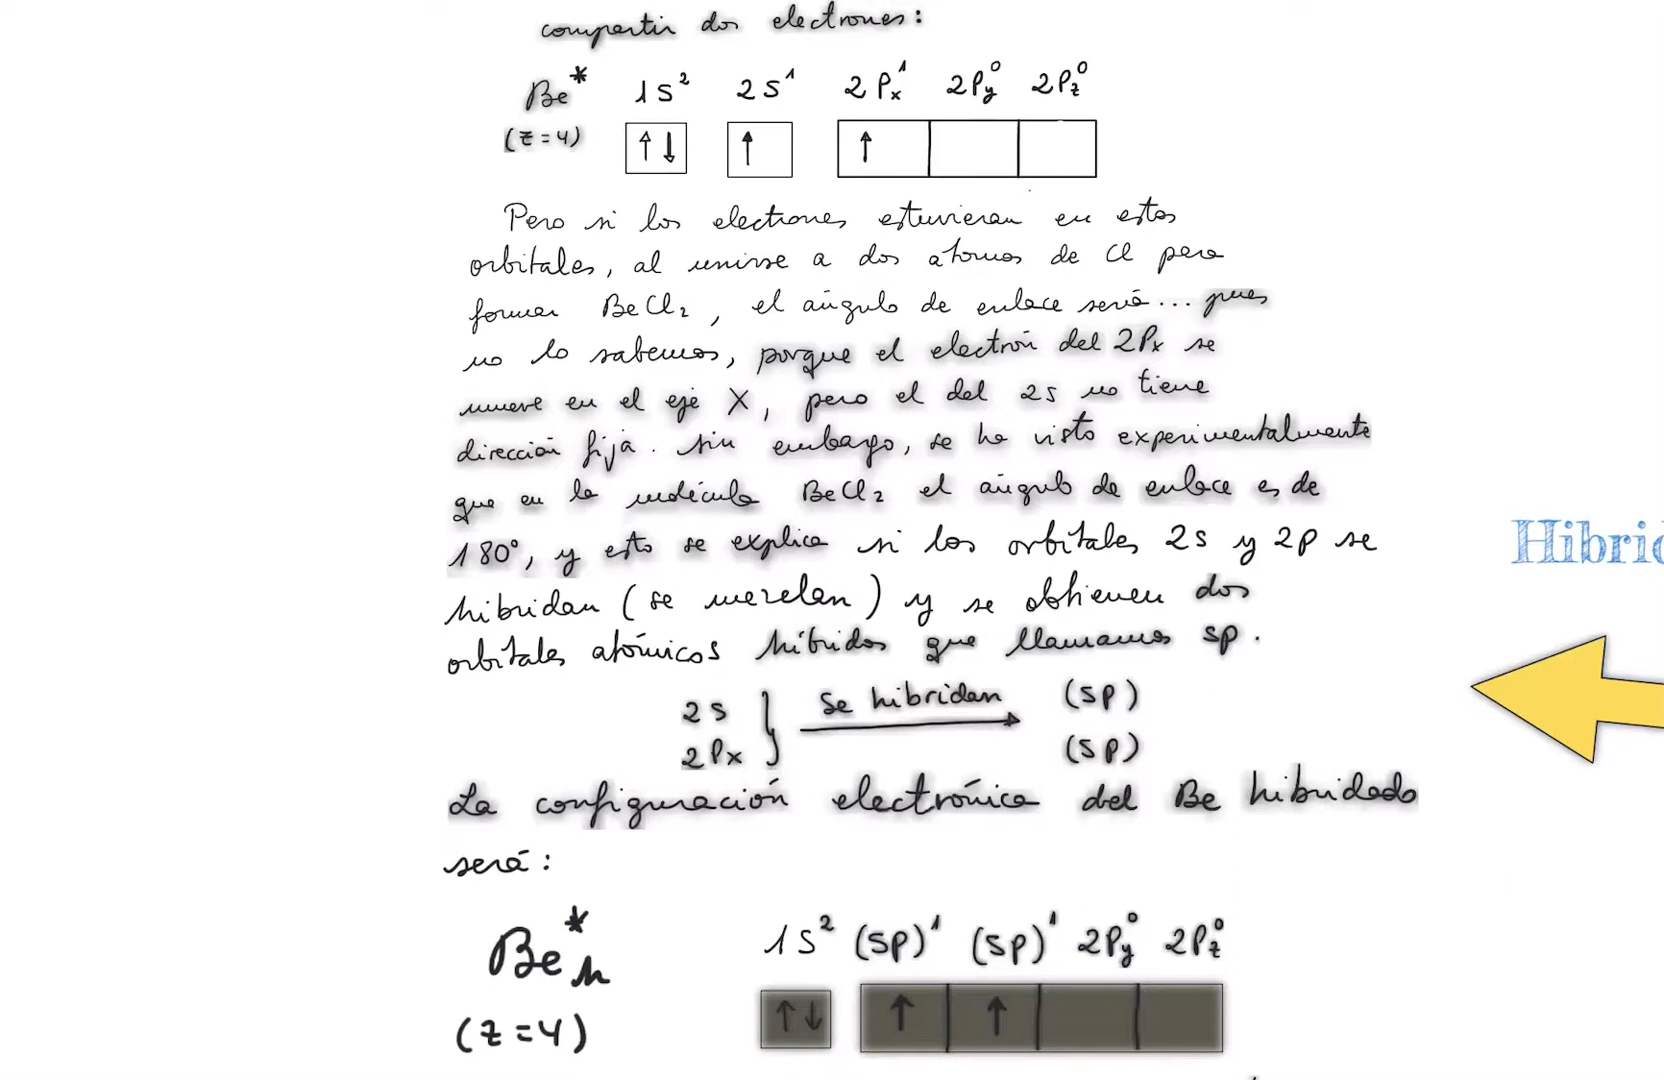 compartir dos electrones:
Be* 1s² 2s¹ 2Px¹ 2Py⁰ 2Pz⁰
(Z=4) ↑↓ ↑ ↑
Pero si los electrones estuvieran en estos
orbitales, al unirse a dos átomos de Cl para
formar BeCl₂, el ángulo de enlace sería... pues
no lo sabemos, porque el electrón del 2Px se
mueve en el eje X, pero el del 2s no tiene
dirección fija. Sin embargo, se ha visto experimentalmente
que en la molécula BeCl₂ el ángulo de enlace es de
180°, y esto se explica si los orbitales 2s y 2p se
hibridan (se mezclan) y se obtienen dos
orbitales atómicos híbridos que llamamos sp.
2s } Se hibridan → (sp)
2Px (sp)
La configuración electrónica del Be hibridado
será:
Be*h 1s² (sp)¹ (sp)¹ 2Py⁰ 2Pz⁰
(Z=4) ↑↓ ↑ ↑
Hibrid